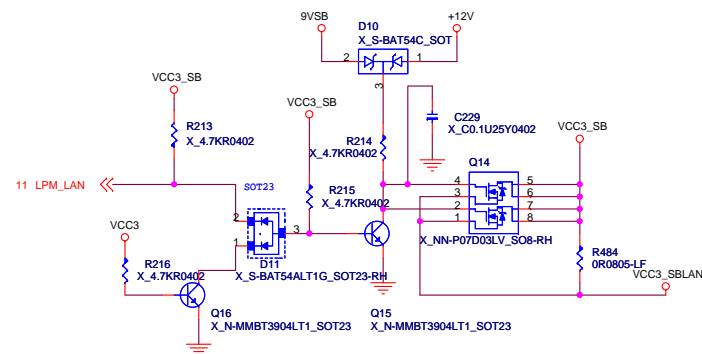 9VSB
+12V
D10
X_S-BAT54C_SOT
2
1
3
VCC3_SB
R213
X_4.7KR0402
VCC3_SB
C229
X_C0.1U25Y0402
VCC3_SB
R214
X_4.7KR0402
Q14
11 LPM_LAN
SOT23
R215
X_4.7KR0402
4
3
2
1
5
6
7
8
2
1
3
VCC3
D11
X_S-BAT54ALT1G_SOT23-RH
X_NN-P07D03LV_SO8-RH
R216
X_4.7KR0402
R484
0R0805-LF
VCC3_SBLAN
Q16
X_N-MMBT3904LT1_SOT23
Q15
X_N-MMBT3904LT1_SOT23